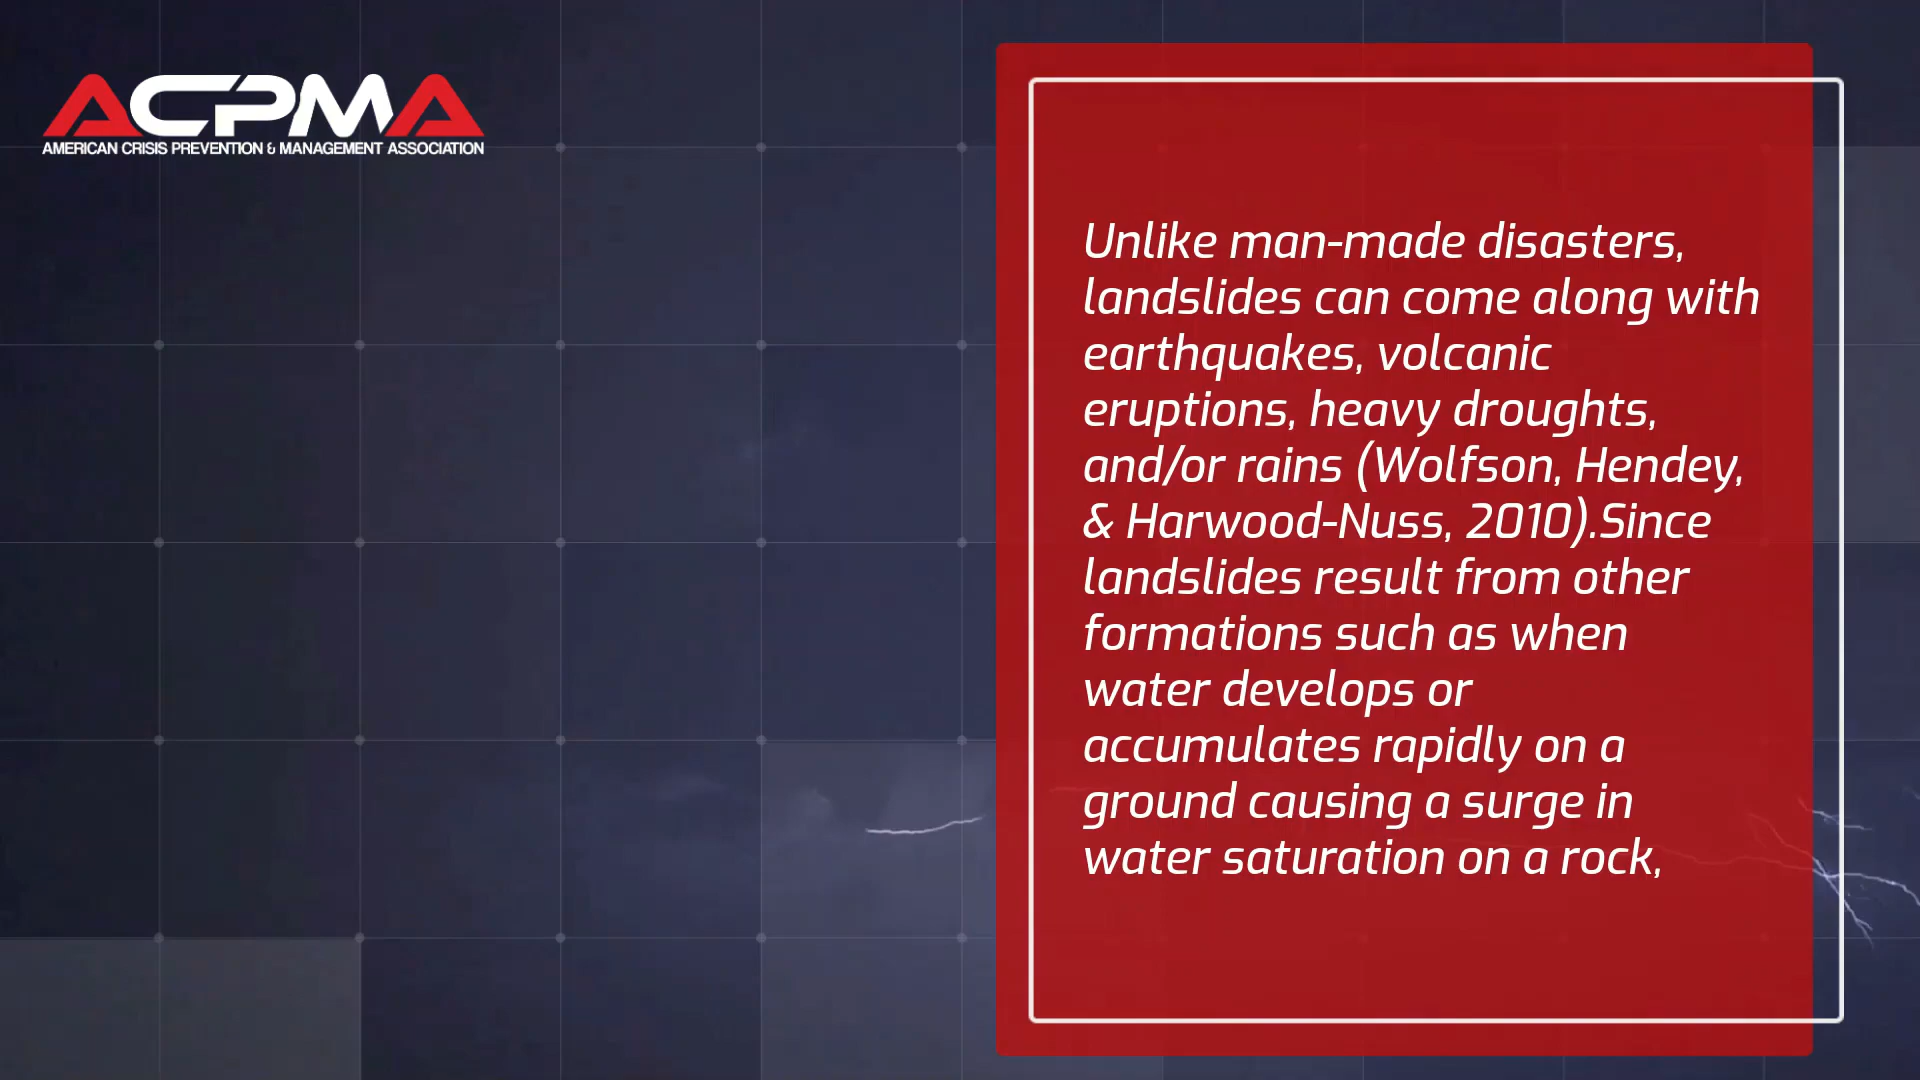 ACPMA
AMERICAN CRISIS PREVENTION & MANAGEMENT ASSOCIATION
Unlike man-made disasters,
landslides can come along with
earthquakes, volcanic
eruptions, heavy droughts,
and/or rains (Wolfson, Hendey,
& Harwood-Nuss, 2010).Since
landslides result from other
formations such as when
water develops or
accumulates rapidly on a
ground causing a surge in
water saturation on a rock,